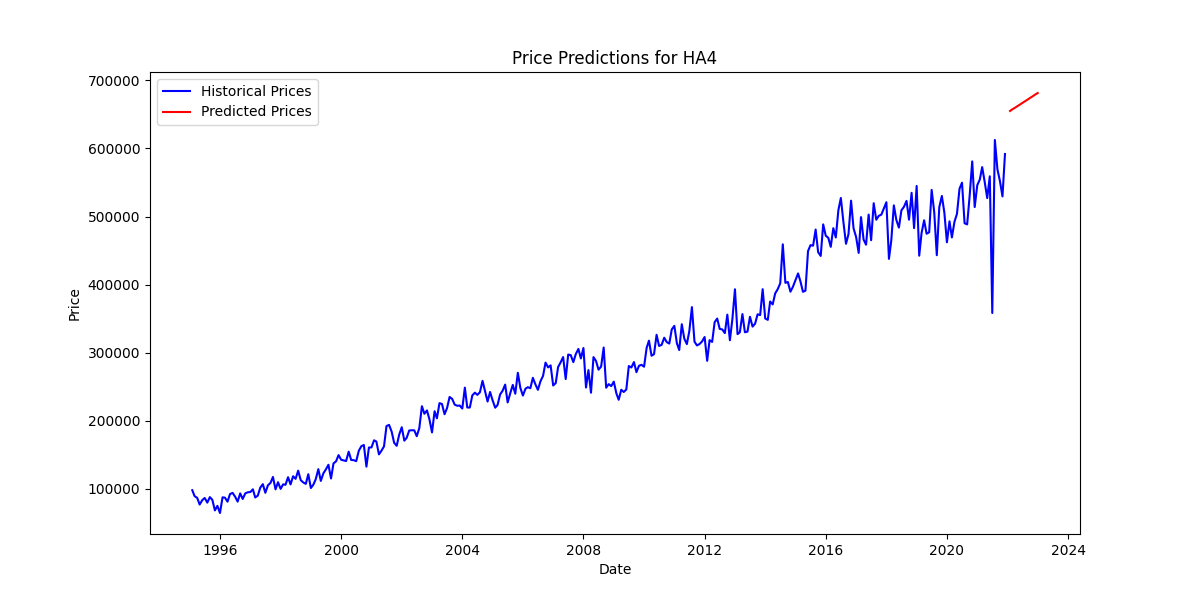 Price Predictions for HA4
Historical Prices
Predicted Prices
700000
600000
500000
400000
300000
200000
100000
Price
1996 2000 2004 2008 2012 2016 2020 2024
Date